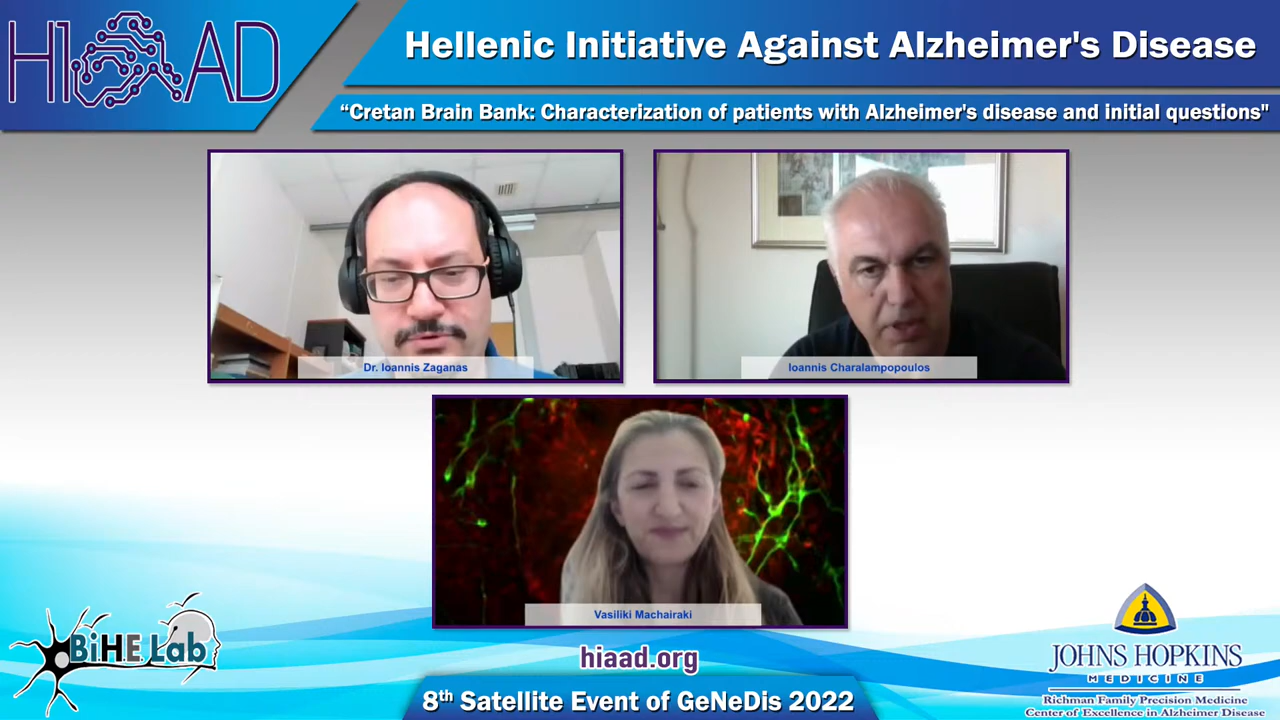 HIAAD
Hellenic Initiative Against Alzheimer's Disease
“Cretan Brain Bank: Characterization of patients with Alzheimer's disease and initial questions"
Dr. Ioannis Zaganas
Ioannis Charalampopoulos
Vasiliki Machairaki
BiHE Lab
hiaad.org
8th Satellite Event of GeNeDis 2022
JOHNS HOPKINS
MEDICINE
Richman Family Precision Medicine
Center of Excellence in Alzheimer Disease